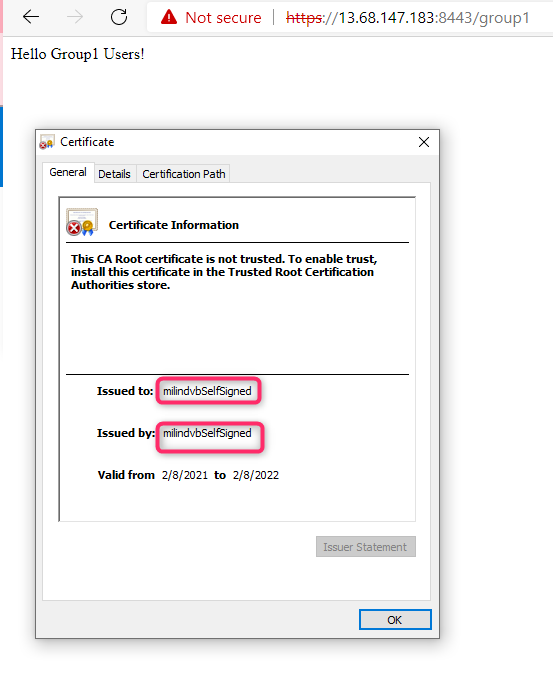 Not secure | https://13.68.147.183:8443/group1
Hello Group1 Users!
Certificate
General Details Certification Path
Certificate Information
This CA Root certificate is not trusted. To enable trust,
install this certificate in the Trusted Root Certification
Authorities store.
Issued to: milindvbSelfSigned
Issued by: milindvbSelfSigned
Valid from 2/8/2021 to 2/8/2022
Issuer Statement
OK